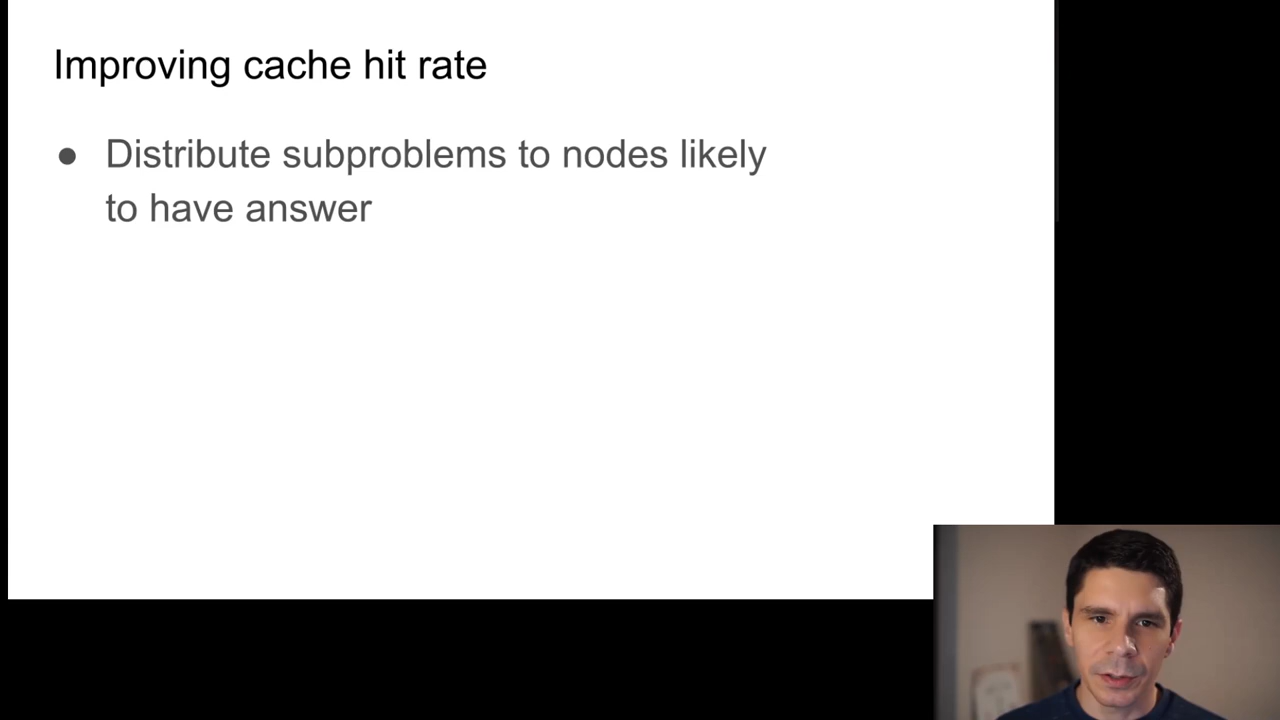 Improving cache hit rate
● Distribute subproblems to nodes likely
to have answer